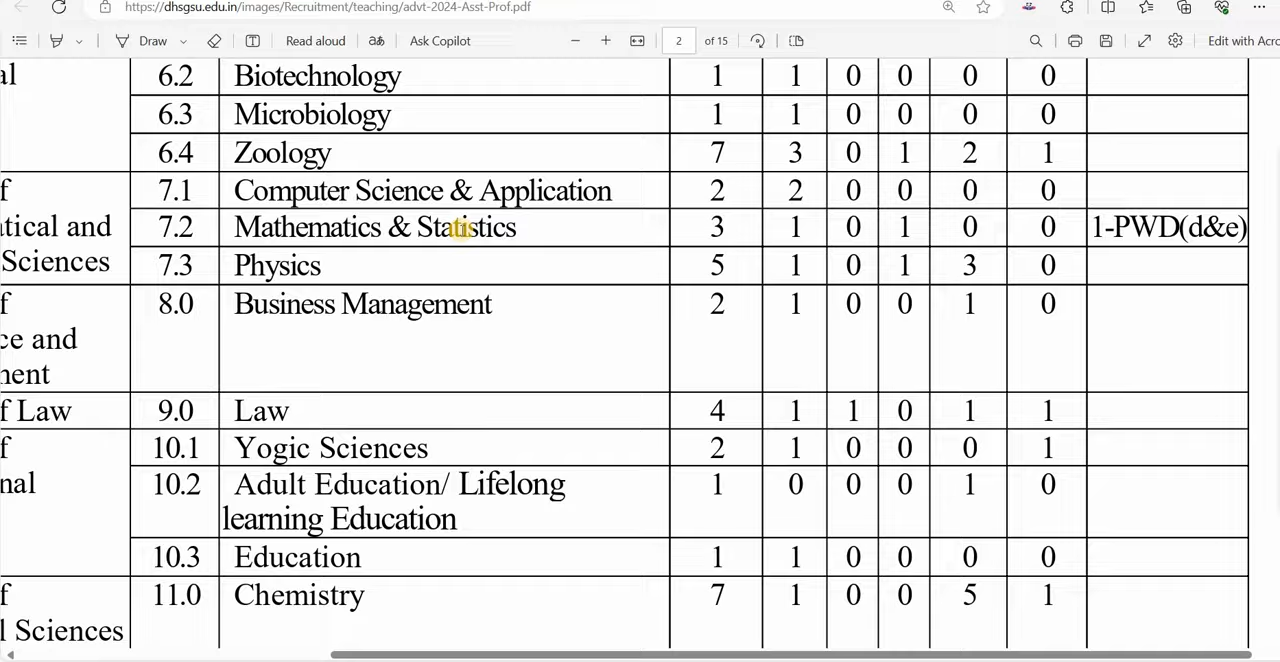 https://dhsgsu.edu.in/images/Recruitment/teaching/advt-2024-Asst-Prof.pdf
Draw Read aloud aあ Ask Copilot 2 of 15 Edit with Acro
al 6.2 Biotechnology 1 1 0 0 0 0
6.3 Microbiology 1 1 0 0 0 0
6.4 Zoology 7 3 0 1 2 1
f 7.1 Computer Science & Application 2 2 0 0 0 0
tical and 7.2 Mathematics & Statistics 3 1 0 1 0 0 1-PWD(d&e)
Sciences 7.3 Physics 5 1 0 1 3 0
f 8.0 Business Management 2 1 0 0 1 0
ce and
nent
f Law 9.0 Law 4 1 1 0 1 1
f 10.1 Yogic Sciences 2 1 0 0 0 1
nal 10.2 Adult Education/ Lifelong 1 0 0 0 1 0
learning Education
10.3 Education 1 1 0 0 0 0
f 11.0 Chemistry 7 1 0 0 5 1
l Sciences